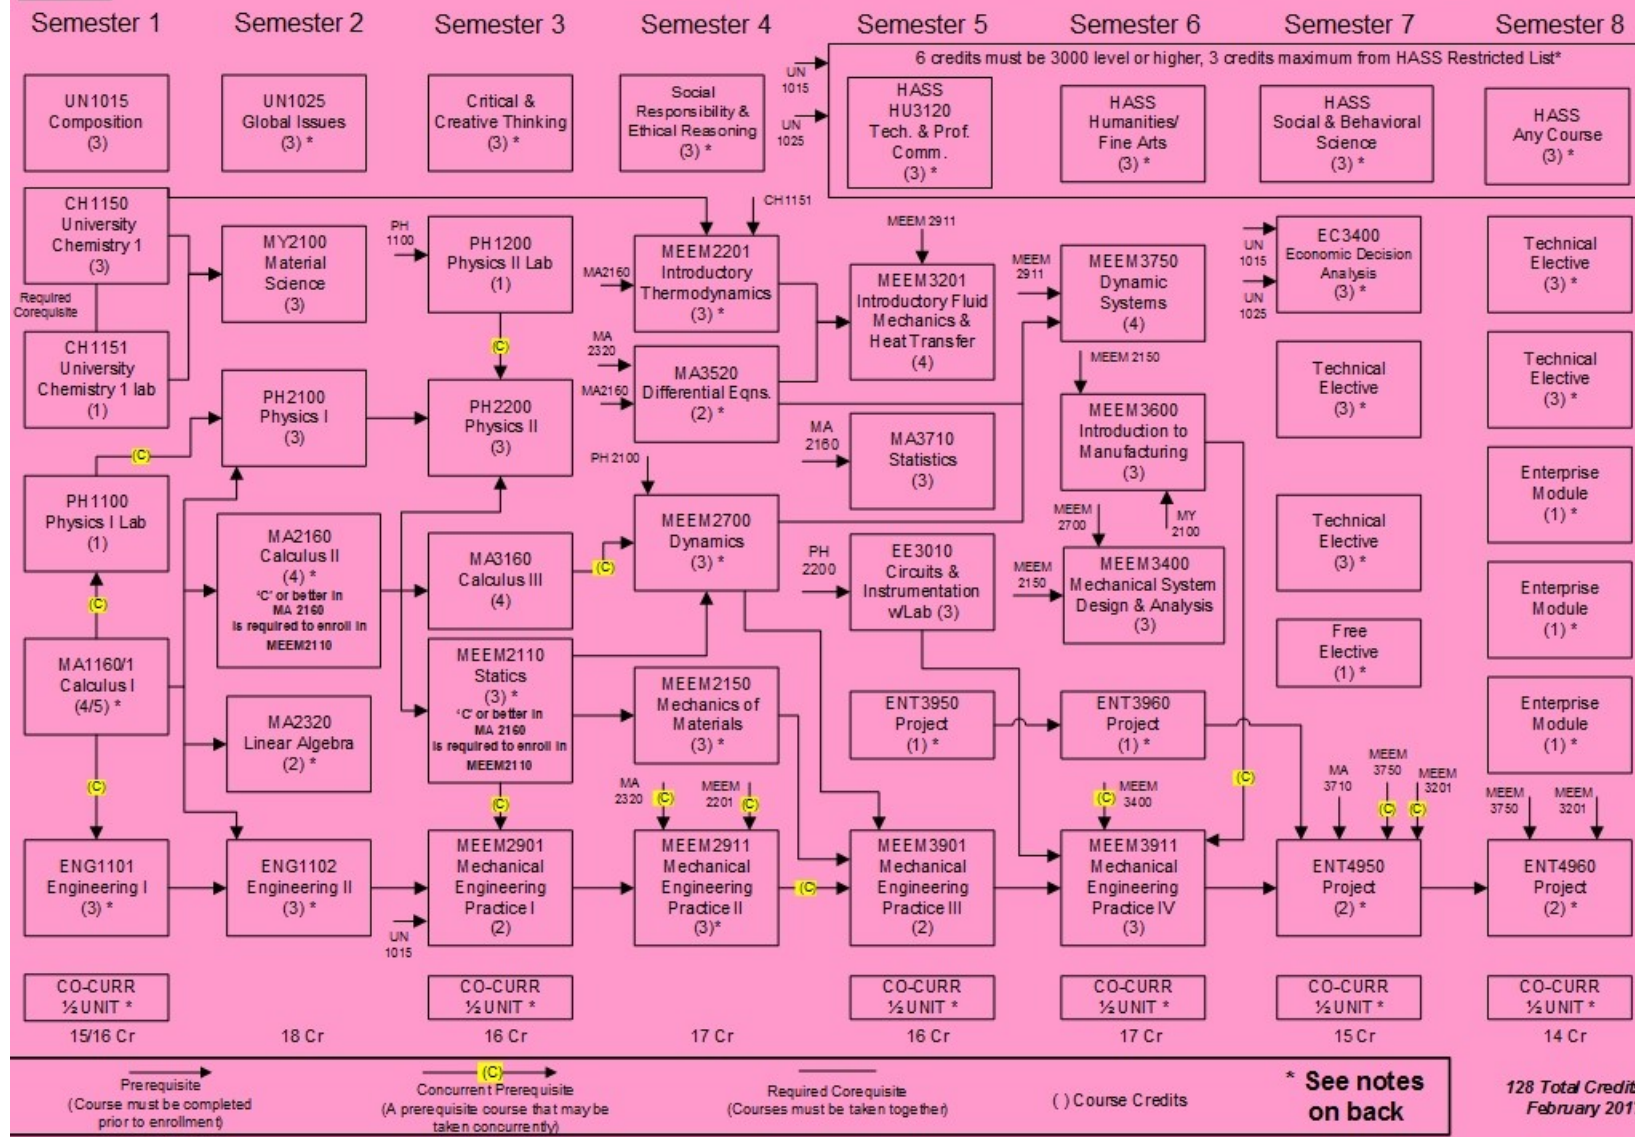 Semester 1
Semester 2
Semester 3
Semester 4
Semester 5
Semester 6
Semester 7
Semester 8
6 credits must be 3000 level or higher, 3 credits maximum from HASS Restricted List*
UN
1015
UN
1025
UN1015
Composition
(3)
UN1025
Global Issues
(3) *
Critical &
Creative Thinking
(3) *
Social
Responsibility &
Ethical Reasoning
(3) *
HASS
HU3120
Tech. & Prof.
Comm.
(3) *
HASS
Humanities/
Fine Arts
(3) *
HASS
Social & Behavioral
Science
(3) *
HASS
Any Course
(3) *
CH1150
University
Chemistry 1
(3)
Required
Corequisite
CH1151
University
Chemistry 1 lab
(1)
(C)
PH1100
Physics I Lab
(1)
(C)
MA1160/1
Calculus I
(4/5) *
(C)
ENG1101
Engineering I
(3) *
CO-CURR
½ UNIT *
15/16 Cr
MY2100
Material
Science
(3)
PH2100
Physics I
(3)
MA2160
Calculus II
(4) *
'C' or better in
MA 2160
is required to enroll in
MEEM2110
MA2320
Linear Algebra
(2) *
ENG1102
Engineering II
(3) *
18 Cr
PH
1100
PH1200
Physics II Lab
(1)
(C)
PH2200
Physics II
(3)
MA3160
Calculus III
(4)
MEEM2110
Statics
(3) *
'C' or better in
MA 2160
is required to enroll in
MEEM2110
(C)
MEEM2901
Mechanical
Engineering
Practice I
(2)
UN
1015
CO-CURR
½ UNIT *
16 Cr
CH1151
MA2160
MEEM2201
Introductory
Thermodynamics
(3) *
MA
2320
MA2160
MA3520
Differential Eqns.
(2) *
PH 2100
(C)
MEEM2700
Dynamics
(3) *
MEEM2150
Mechanics of
Materials
(3) *
MA
2320
(C)
MEEM
2201
(C)
MEEM2911
Mechanical
Engineering
Practice II
(3)*
(C)
17 Cr
MEEM 2911
MEEM3201
Introductory Fluid
Mechanics &
Heat Transfer
(4)
MA
2160
MA3710
Statistics
(3)
PH
2200
EE3010
Circuits &
Instrumentation
w/Lab (3)
ENT3950
Project
(1) *
MEEM3901
Mechanical
Engineering
Practice III
(2)
CO-CURR
½ UNIT *
16 Cr
MEEM
2911
MEEM3750
Dynamic
Systems
(4)
MEEM 2150
MEEM3600
Introduction to
Manufacturing
(3)
MEEM
2700
MY
2100
MEEM
2150
MEEM3400
Mechanical System
Design & Analysis
(3)
ENT3960
Project
(1) *
(C)
MEEM
3400
(C)
MEEM3911
Mechanical
Engineering
Practice IV
(3)
CO-CURR
½ UNIT *
17 Cr
UN
1015
UN
1025
EC3400
Economic Decision
Analysis
(3) *
Technical
Elective
(3) *
Technical
Elective
(3) *
Free
Elective
(1) *
MA
3710
MEEM
3750
(C)
MEEM
3201
(C)
ENT4950
Project
(2) *
CO-CURR
½ UNIT *
15 Cr
Technical
Elective
(3) *
Technical
Elective
(3) *
Enterprise
Module
(1) *
Enterprise
Module
(1) *
Enterprise
Module
(1) *
MEEM
3750
MEEM
3201
ENT4960
Project
(2) *
CO-CURR
½ UNIT *
14 Cr
Prerequisite
(Course must be completed
prior to enrollment)
(C)
Concurrent Prerequisite
(A prerequisite course that may be
taken concurrently)
Required Corequisite
(Courses must be taken together)
( ) Course Credits
* See notes
on back
128 Total
February